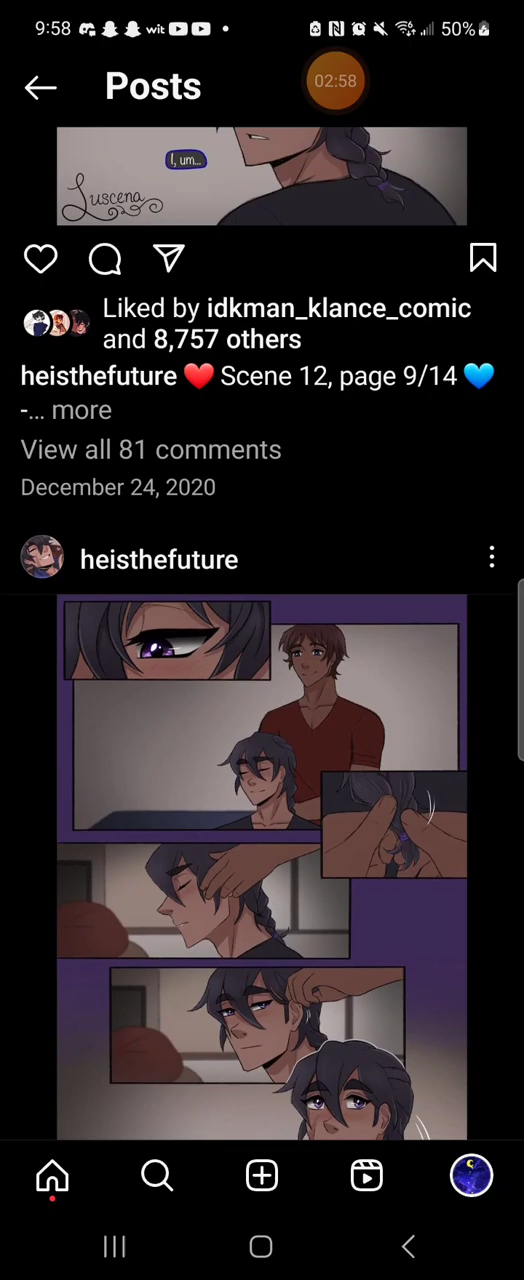 9:58
wit
50%
Posts
02:58
I, um...
Luscena
Liked by idkman_klance_comic
and 8,757 others
heisthefuture ❤️ Scene 12, page 9/14 💙
-... more
View all 81 comments
December 24, 2020
heisthefuture